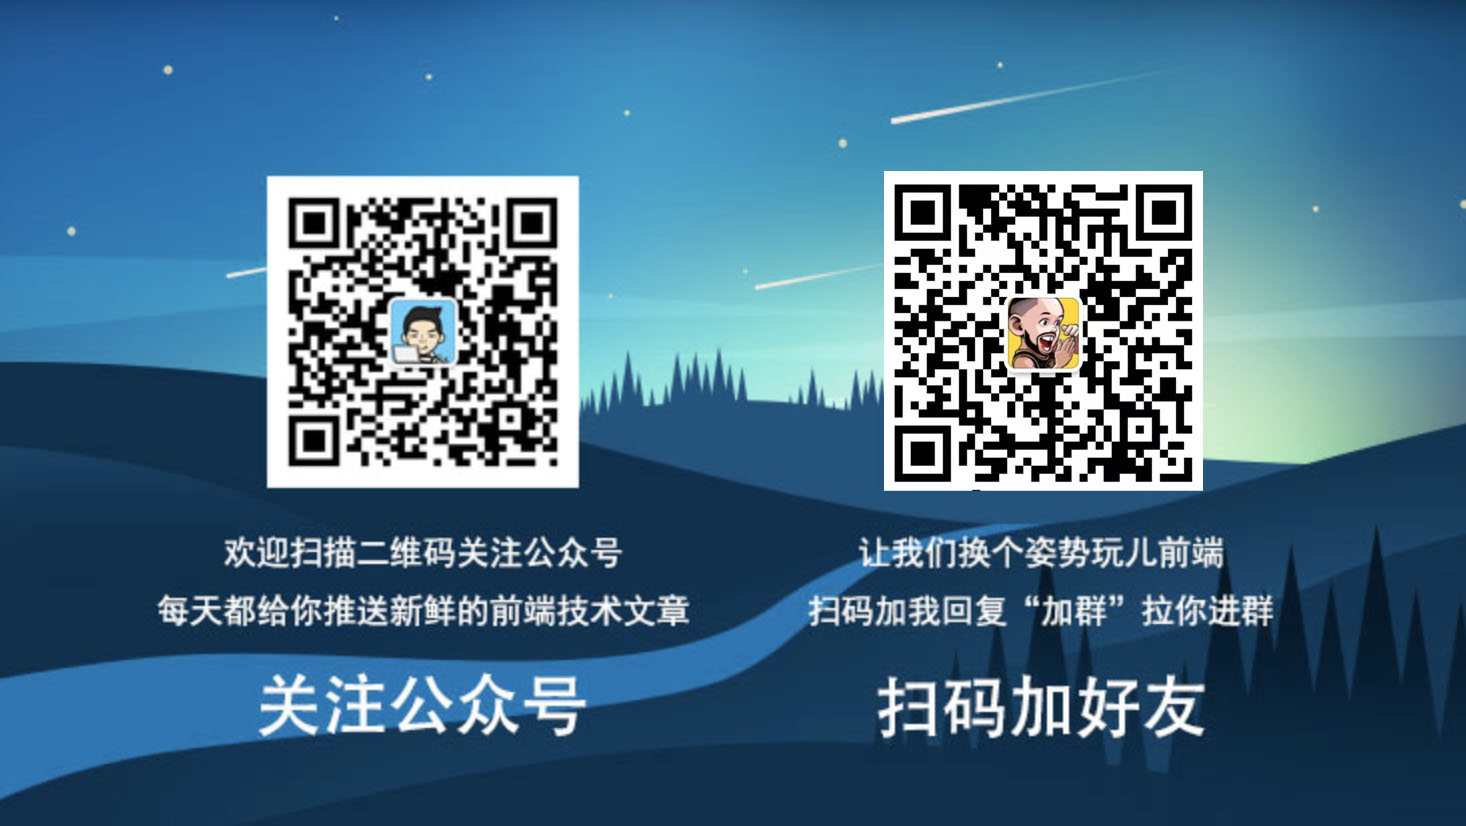 欢迎扫描二维码关注公众号
每天都给你推送新鲜的前端技术文章
关注公众号
让我们换个姿势玩儿前端
扫码加我回复“加群”拉你进群
扫码加好友